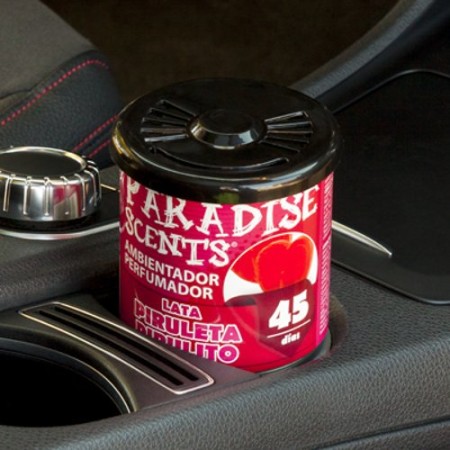 PARADISE
SCENTS®
AMBIENTADOR
PERFUMADOR
LATA
PIRULETA
PIRULITO
45
días